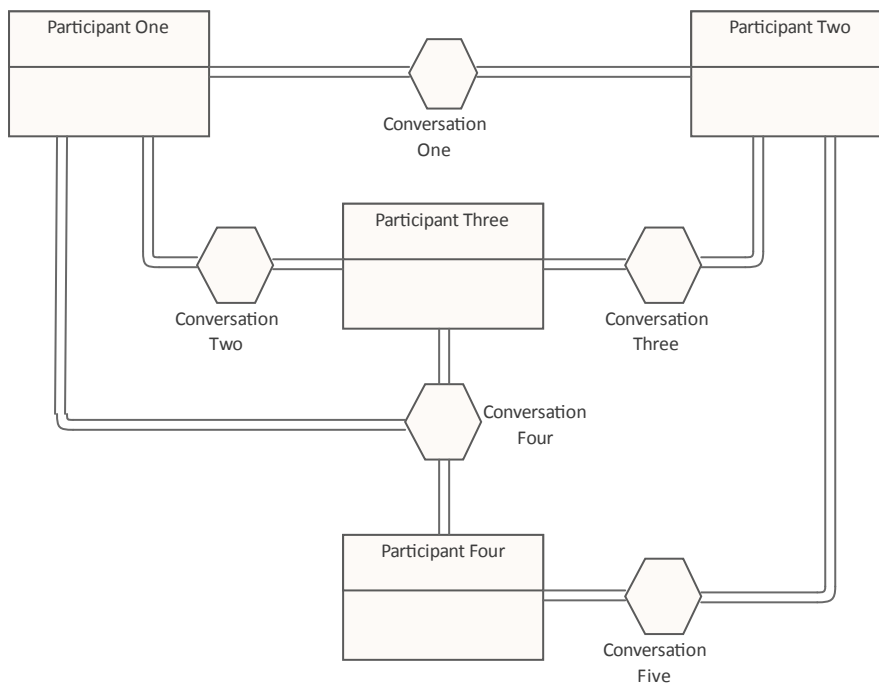 Participant One
Participant Two
Conversation
One
Participant Three
Conversation
Two
Conversation
Three
Conversation
Four
Participant Four
Conversation
Five